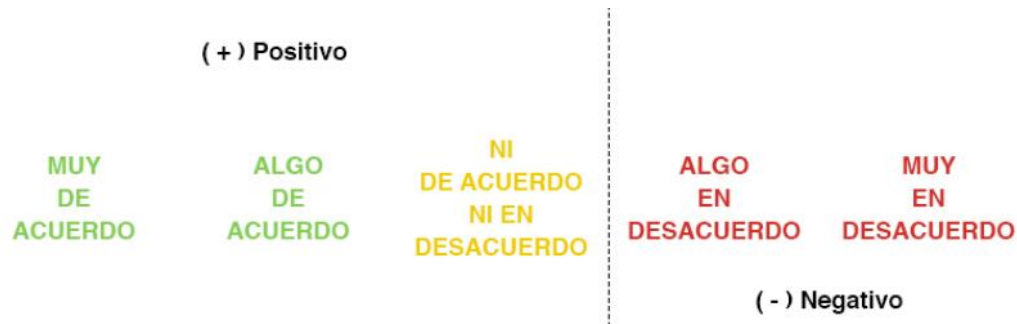 ( + ) Positivo
MUY
DE
ACUERDO
ALGO
DE
ACUERDO
NI
DE ACUERDO
NI EN
DESACUERDO
ALGO
EN
DESACUERDO
MUY
EN
DESACUERDO
( - ) Negativo